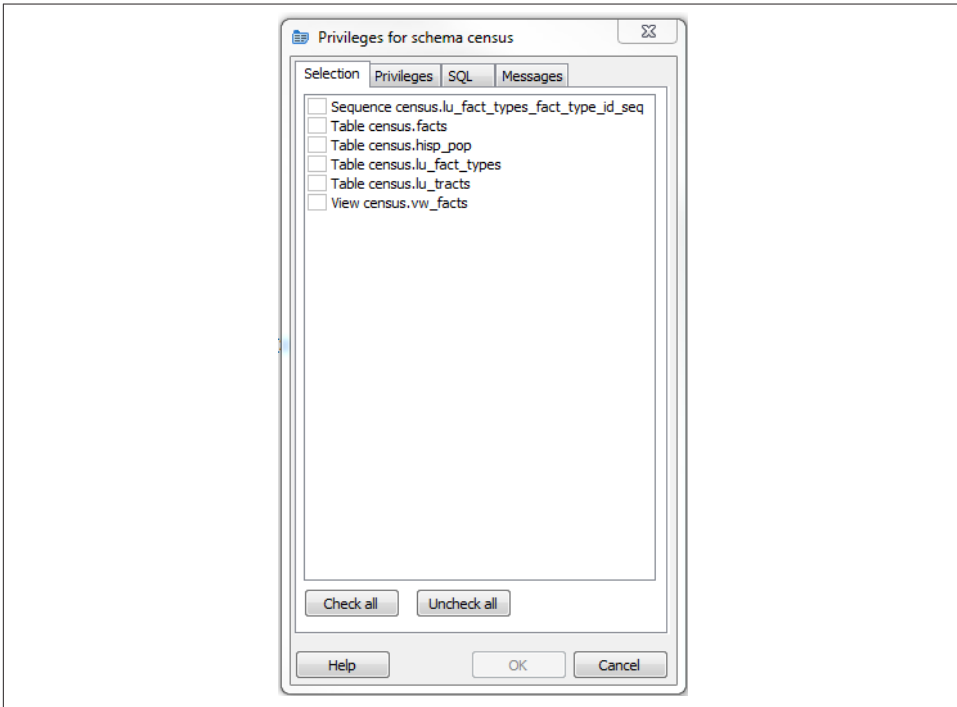 Privileges for schema census
Selection Privileges SQL Messages
Sequence census.lu_fact_types_fact_type_id_seq
Table census.facts
Table census.hisp_pop
Table census.lu_fact_types
Table census.lu_tracts
View census.vw_facts
Check all Uncheck all
Help OK Cancel